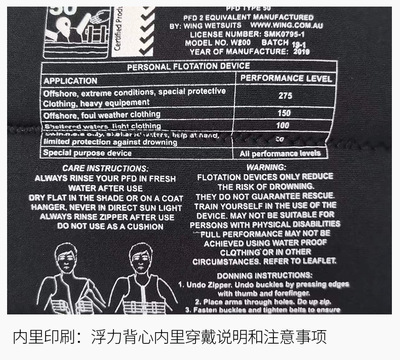 50
Certified Produ
PFD TYPE 50
PFD 2 EQUIVALENT MANUFACTURED
BY: WING WETSUITS WWW.WING.COM.AU
LICENSE NUMBER: SMK0795-1
MODEL NO. W200 BATCH 19-1
YEAR OF MANUFACTURE: 2019
PERSONAL FLOTATION DEVICE
APPLICATION PERFORMANCE LEVEL
Offshore, extreme conditions, special protective
Clothing, heavy equipement 275
Offshore, foul weather clothing 150
Sheltered waters, light clothing 100
help at hand,
limited protection against drowning
Special purpose device All performance levels
CARE INSTRUCTIONS:
ALWAYS RINSE YOUR PFD IN FRESH
WATER AFTER USE
DRY FLAT IN THE SHADE OR ON A COAT
HANGER, NEVER IN DIRECT SUN LIGHT
ALWAYS RINSE ZIPPER AFTER USE
DO NOT USE AS A CUSHION
WARNING:
FLOTATION DEVICES ONLY REDUCE
THE RISK OF DROWNING.
THEY DO NOT GUARANTEE RESCUE.
TRAIN YOURSELF IN THE USE OF THE
DEVICE. MAY NOT BE SUITABLE FOR
PERSONS WITH PHYSICAL DISABILITIES
FULL PERFORMANCE MAY NOT BE
ACHIEVED USING WATER PROOF
CLOTHING OR IN OTHER
CIRCUMSTANCES. REFER TO LEAFLET.
DONNING INSTRUCTIONS:
1. Undo Zipper. Undo buckles by pressing edges
with thumb and forefinger.
2. Place arms through holes. Do up zip.
3. Fasten buckles and tighten belts to ensure
内里印刷：浮力背心内里穿戴说明和注意事项